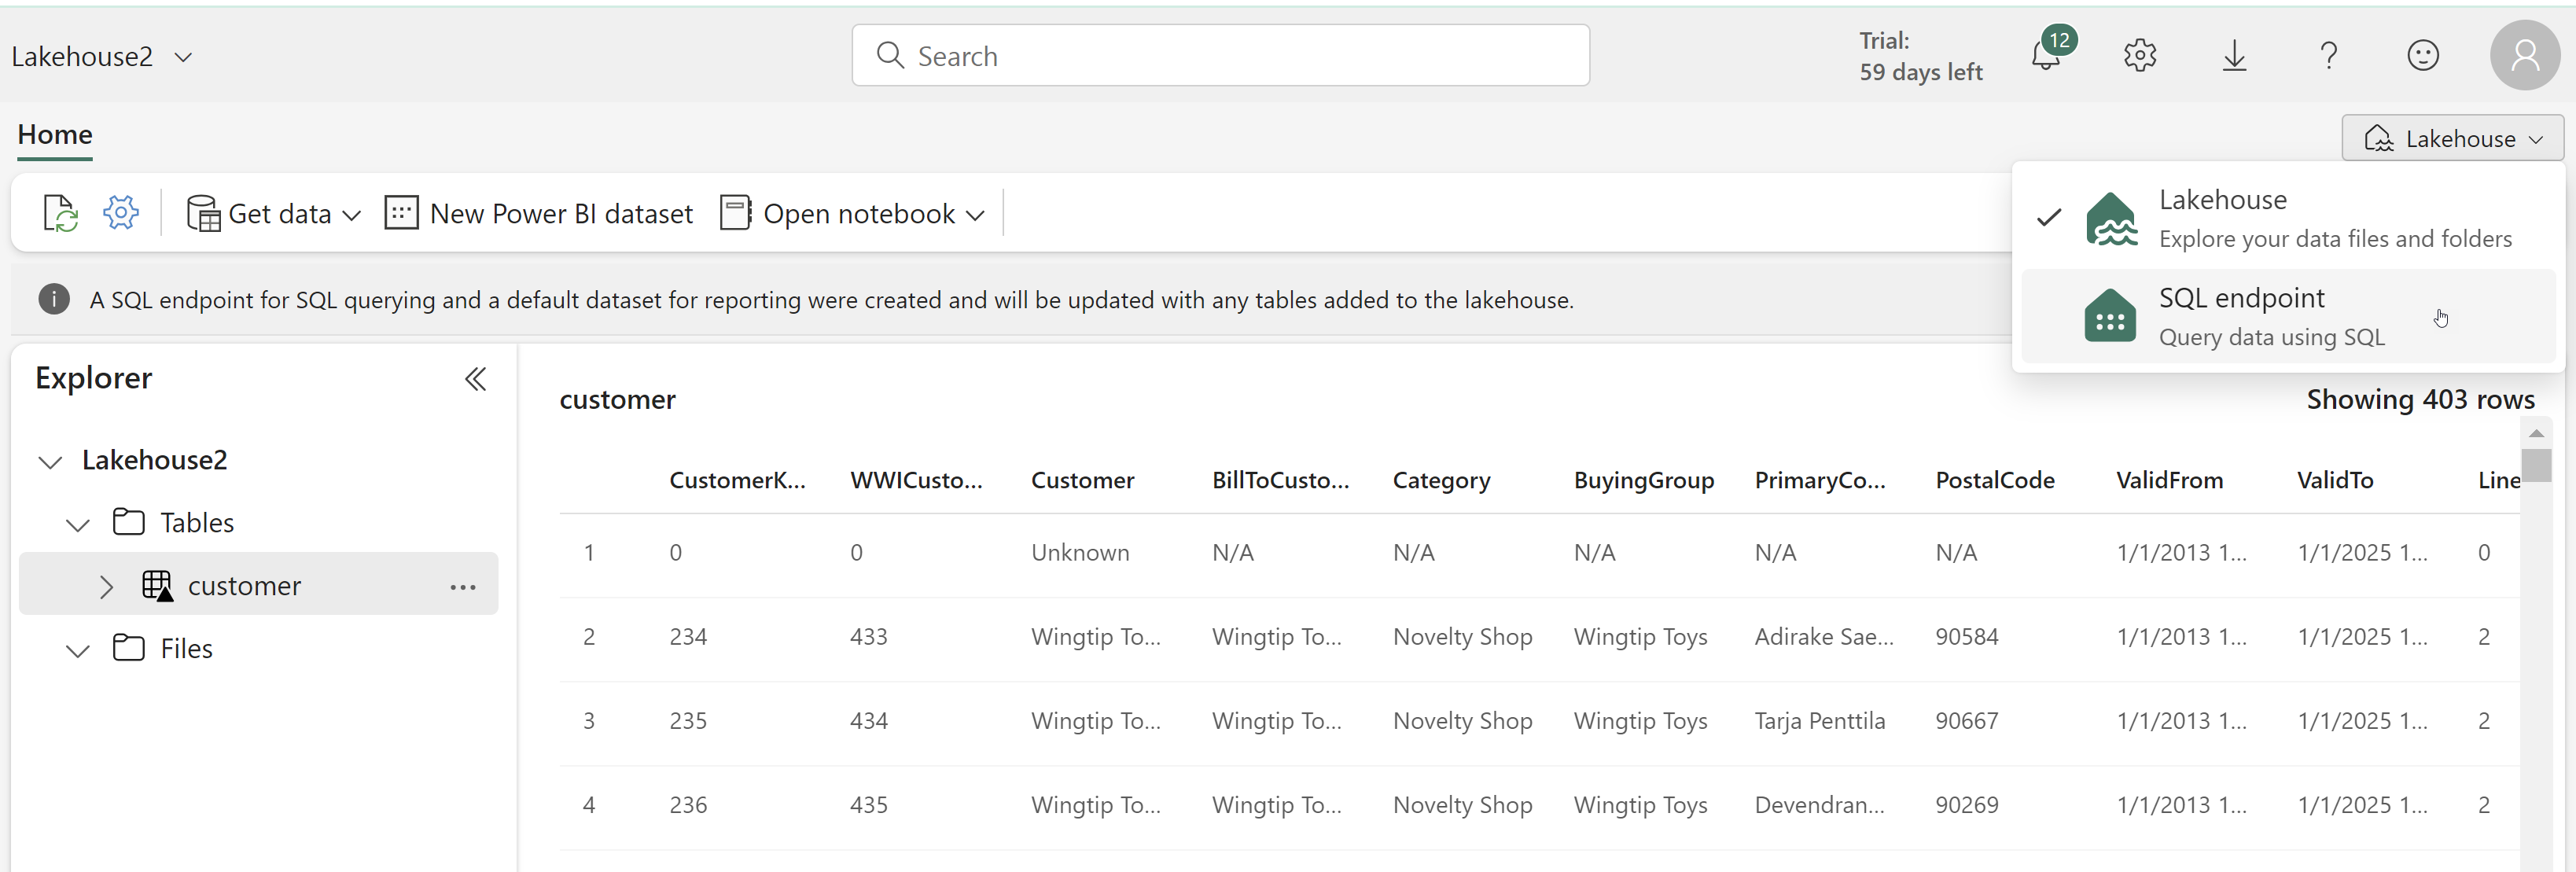 Lakehouse2
Search
Trial:
59 days left
12
Home
Lakehouse
Get data
New Power BI dataset
Open notebook
Lakehouse
Explore your data files and folders
SQL endpoint
Query data using SQL
A SQL endpoint for SQL querying and a default dataset for reporting were created and will be updated with any tables added to the lakehouse.
Explorer
Lakehouse2
Tables
customer
Files
customer
Showing 403 rows
CustomerK... WWICusto... Customer BillToCusto... Category BuyingGroup PrimaryCo... PostalCode ValidFrom ValidTo Line
1 0 0 Unknown N/A N/A N/A N/A N/A 1/1/2013 1... 1/1/2025 1... 0
2 234 433 Wingtip To... Wingtip To... Novelty Shop Wingtip Toys Adirake Sae... 90584 1/1/2013 1... 1/1/2025 1... 2
3 235 434 Wingtip To... Wingtip To... Novelty Shop Wingtip Toys Tarja Penttila 90667 1/1/2013 1... 1/1/2025 1... 2
4 236 435 Wingtip To... Wingtip To... Novelty Shop Wingtip Toys Devendran... 90269 1/1/2013 1... 1/1/2025 1... 2